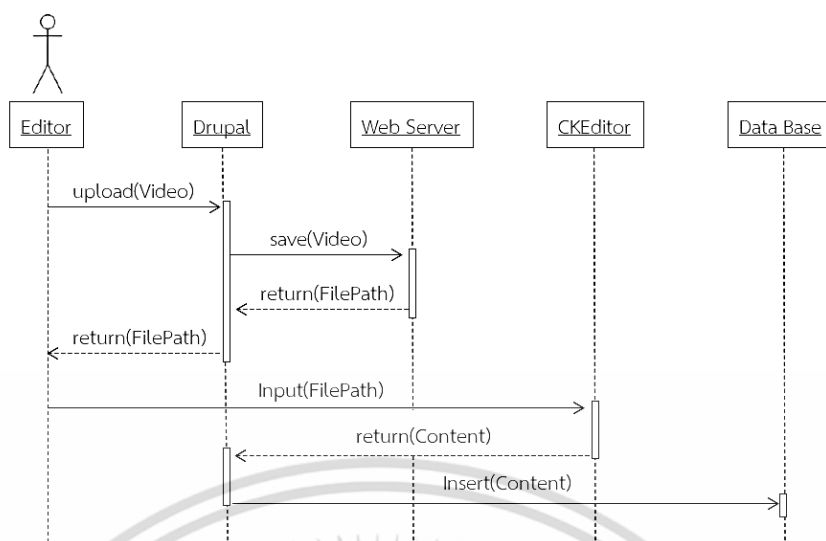 Editor
Drupal
Web Server
CKEditor
Data Base
upload(Video)
save(Video)
return(FilePath)
return(FilePath)
Input(FilePath)
return(Content)
Insert(Content)